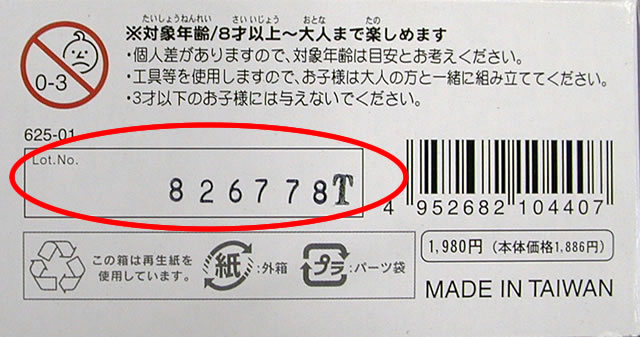 たいしょうねんれい さいいじょう おとな たの
※対象年齢/8才以上～大人まで楽しめます
・個人差がありますので、対象年齢は目安とお考えください。
・工具等を使用しますので、お子様は大人の方と一緒に組み立ててください。
・3才以下のお子様には与えないでください。
0-3
625-01
Lot.No.
826778T
4 952682 104407
この箱は再生紙を
使用しています。
紙 :外箱
プラ :パーツ袋
1,980円 (本体価格1,886円)
MADE IN TAIWAN